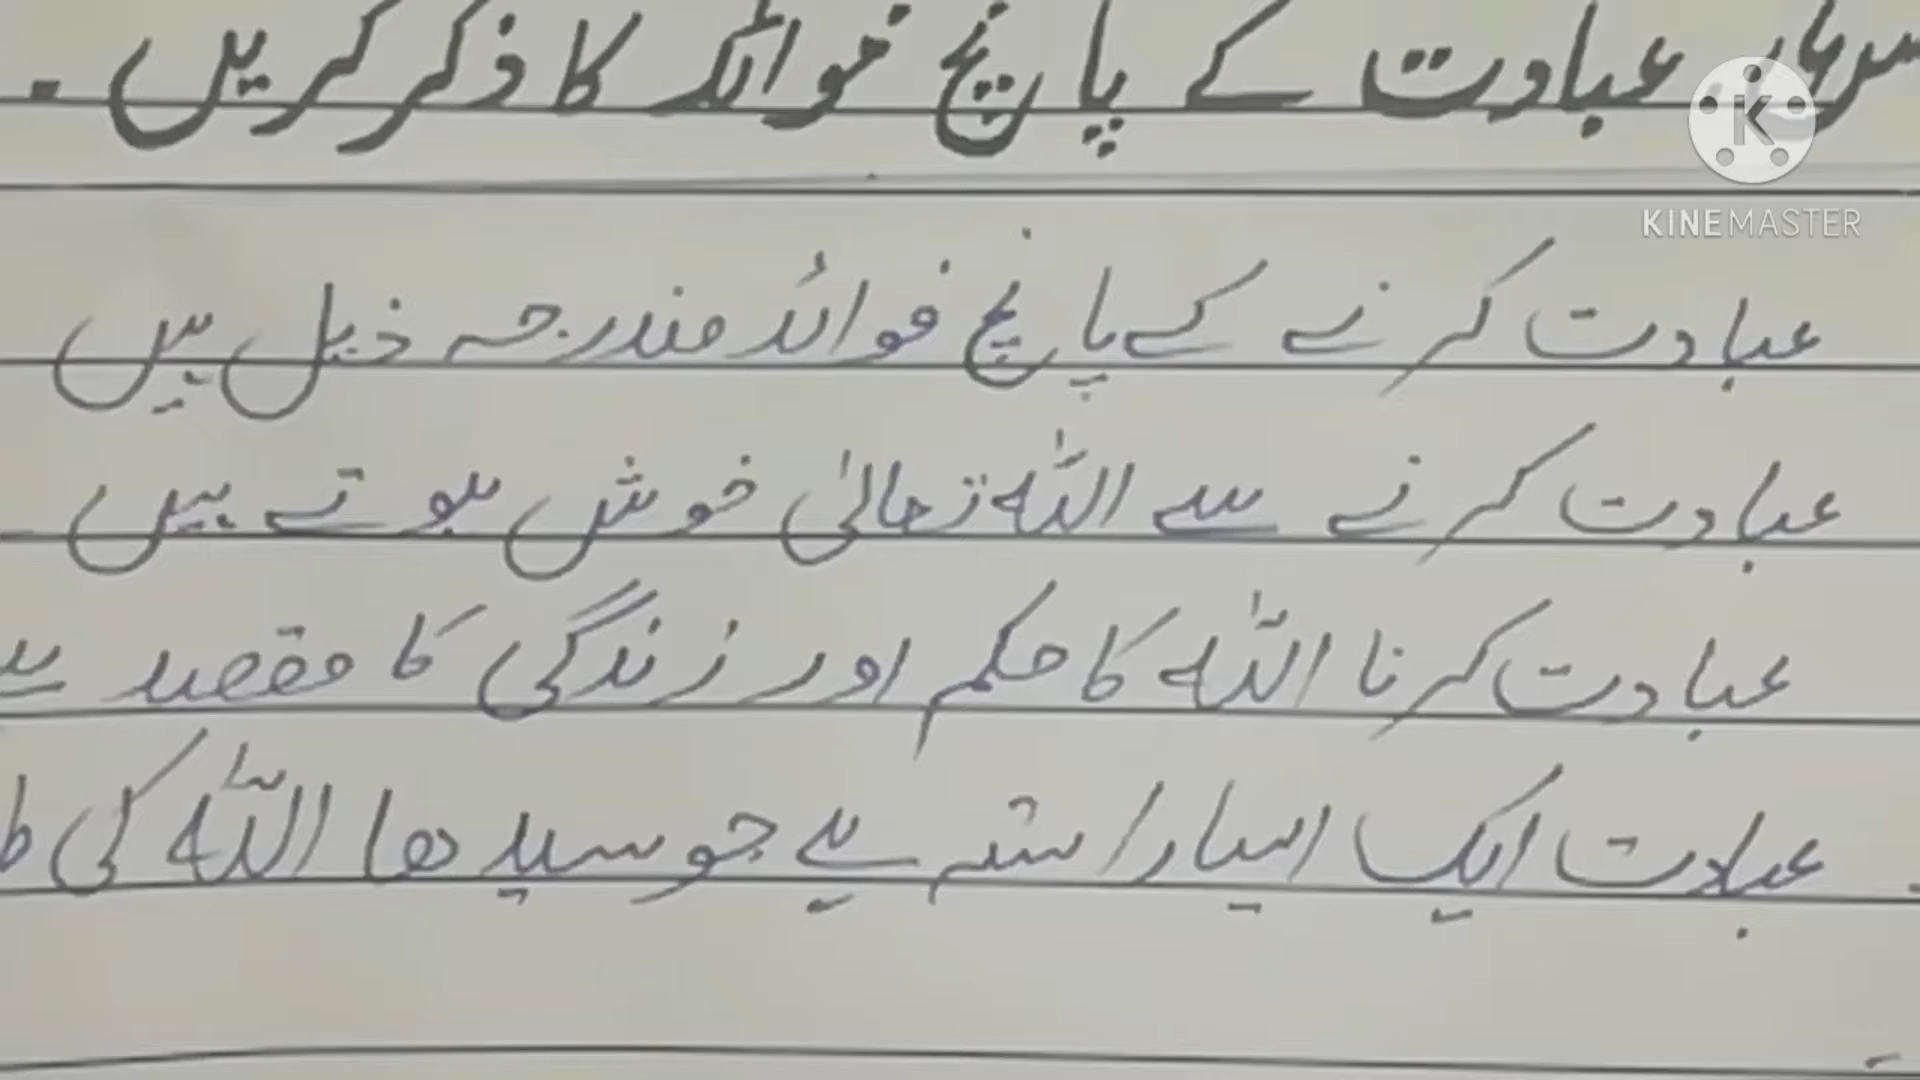 عبادت کے پانچ فوائد کا ذکر کریں ۔
KINEMASTER
عبادت کرنے کے پانچ فوائد مندرجہ ذیل ہیں
عبادت کرنے سے اللہ تعالیٰ خوش ہوتے ہیں
عبادت کرنا اللہ کا حکم اور زندگی کا مقصد ہے
عبادت ایک ایسا راستہ ہے جو سیدھا اللہ کی